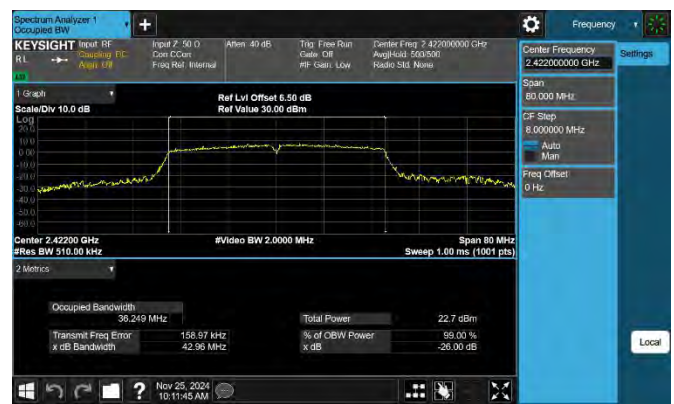 Spectrum Analyzer 1
Occupied BW
Frequency
KEYSIGHT Input: RF Input Z: 50 Ω Atten: 40 dB Trig: Free Run Center Freq: 2.422000000 GHz
RL Coupling: DC Corr CCorr Gate: Off Avg|Hold: 500/500
Align: Off Freq Ref: Internal #IF Gain: Low Radio Std: None
1 Graph
Ref Lvl Offset 6.50 dB
Scale/Div 10.0 dB Ref Value 30.00 dBm
Log
20.0
10.0
0.00
-10.0
-20.0
-30.0
-40.0
-50.0
-60.0
Center 2.42200 GHz #Video BW 2.0000 MHz Span 80 MHz
#Res BW 510.00 kHz Sweep 1.00 ms (1001 pts)
2 Metrics
Occupied Bandwidth
36.249 MHz Total Power 22.7 dBm
Transmit Freq Error 158.97 kHz % of OBW Power 99.00 %
x dB Bandwidth 42.96 MHz x dB -26.00 dB
Nov 25, 2024
10:11:45 AM
Center Frequency
2.422000000 GHz
Settings
Span
80.000 MHz
CF Step
8.000000 MHz
Auto
Man
Freq Offset
0 Hz
Local